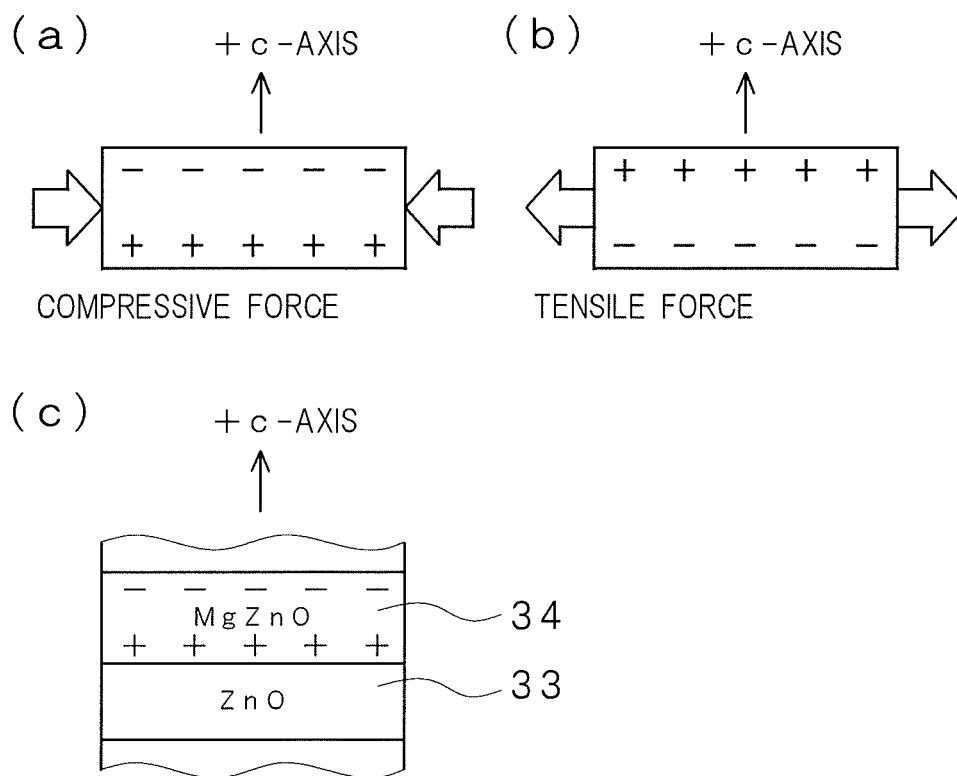 (a)
+c-AXIS
− − − − −
+ + + + +
COMPRESSIVE FORCE
(b)
+c-AXIS
+ + + + +
− − − − −
TENSILE FORCE
(c)
+c-AXIS
− − − − −
MgZnO
34
+ + + + +
ZnO
33